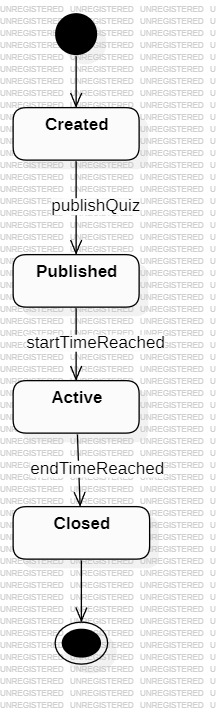 Created
publishQuiz
Published
startTimeReached
Active
endTimeReached
Closed